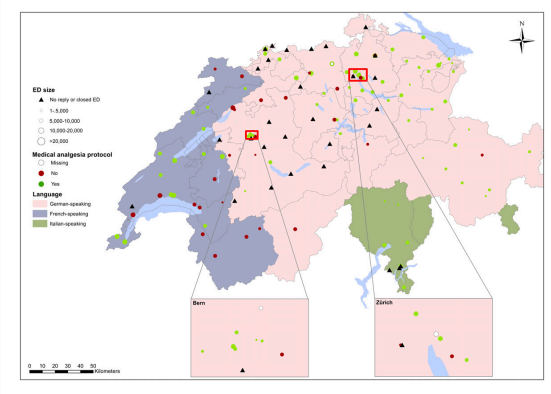 N
ED size
No reply or closed ED
1-5,000
5,000-10,000
10,000-20,000
>20,000
Medical analgesia protocol
Missing
No
Yes
Language
German-speaking
French-speaking
Italian-speaking
Bern
Zürich
0 10 20 30 40 50
Kilometers